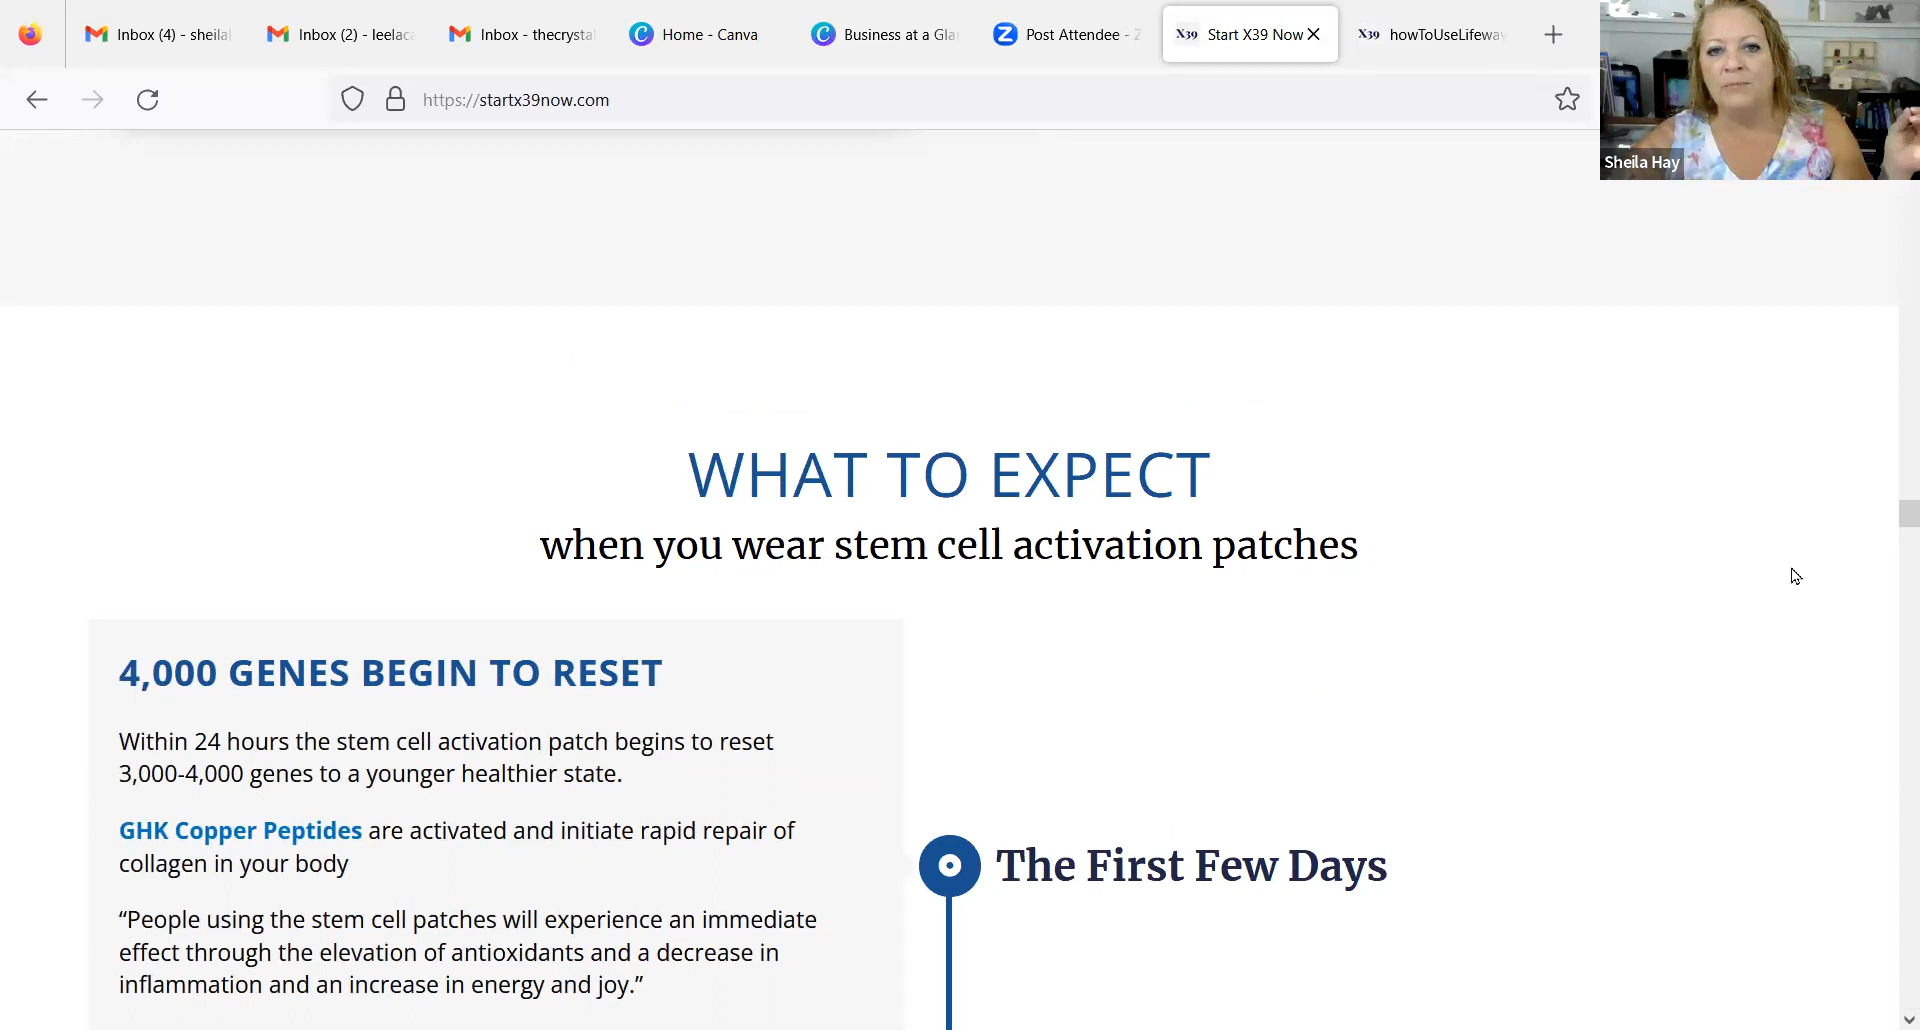 Inbox (4) - sheila
Inbox (2) - leelaca
Inbox - thecrysta
Home - Canva
Business at a Gla
Post Attendee - Z
X39 Start X39 Now
X39 howToUseLifewav
https://startx39now.com
Sheila Hay
WHAT TO EXPECT
when you wear stem cell activation patches
4,000 GENES BEGIN TO RESET
Within 24 hours the stem cell activation patch begins to reset
3,000-4,000 genes to a younger healthier state.
GHK Copper Peptides are activated and initiate rapid repair of
collagen in your body
“People using the stem cell patches will experience an immediate
effect through the elevation of antioxidants and a decrease in
inflammation and an increase in energy and joy.”
The First Few Days